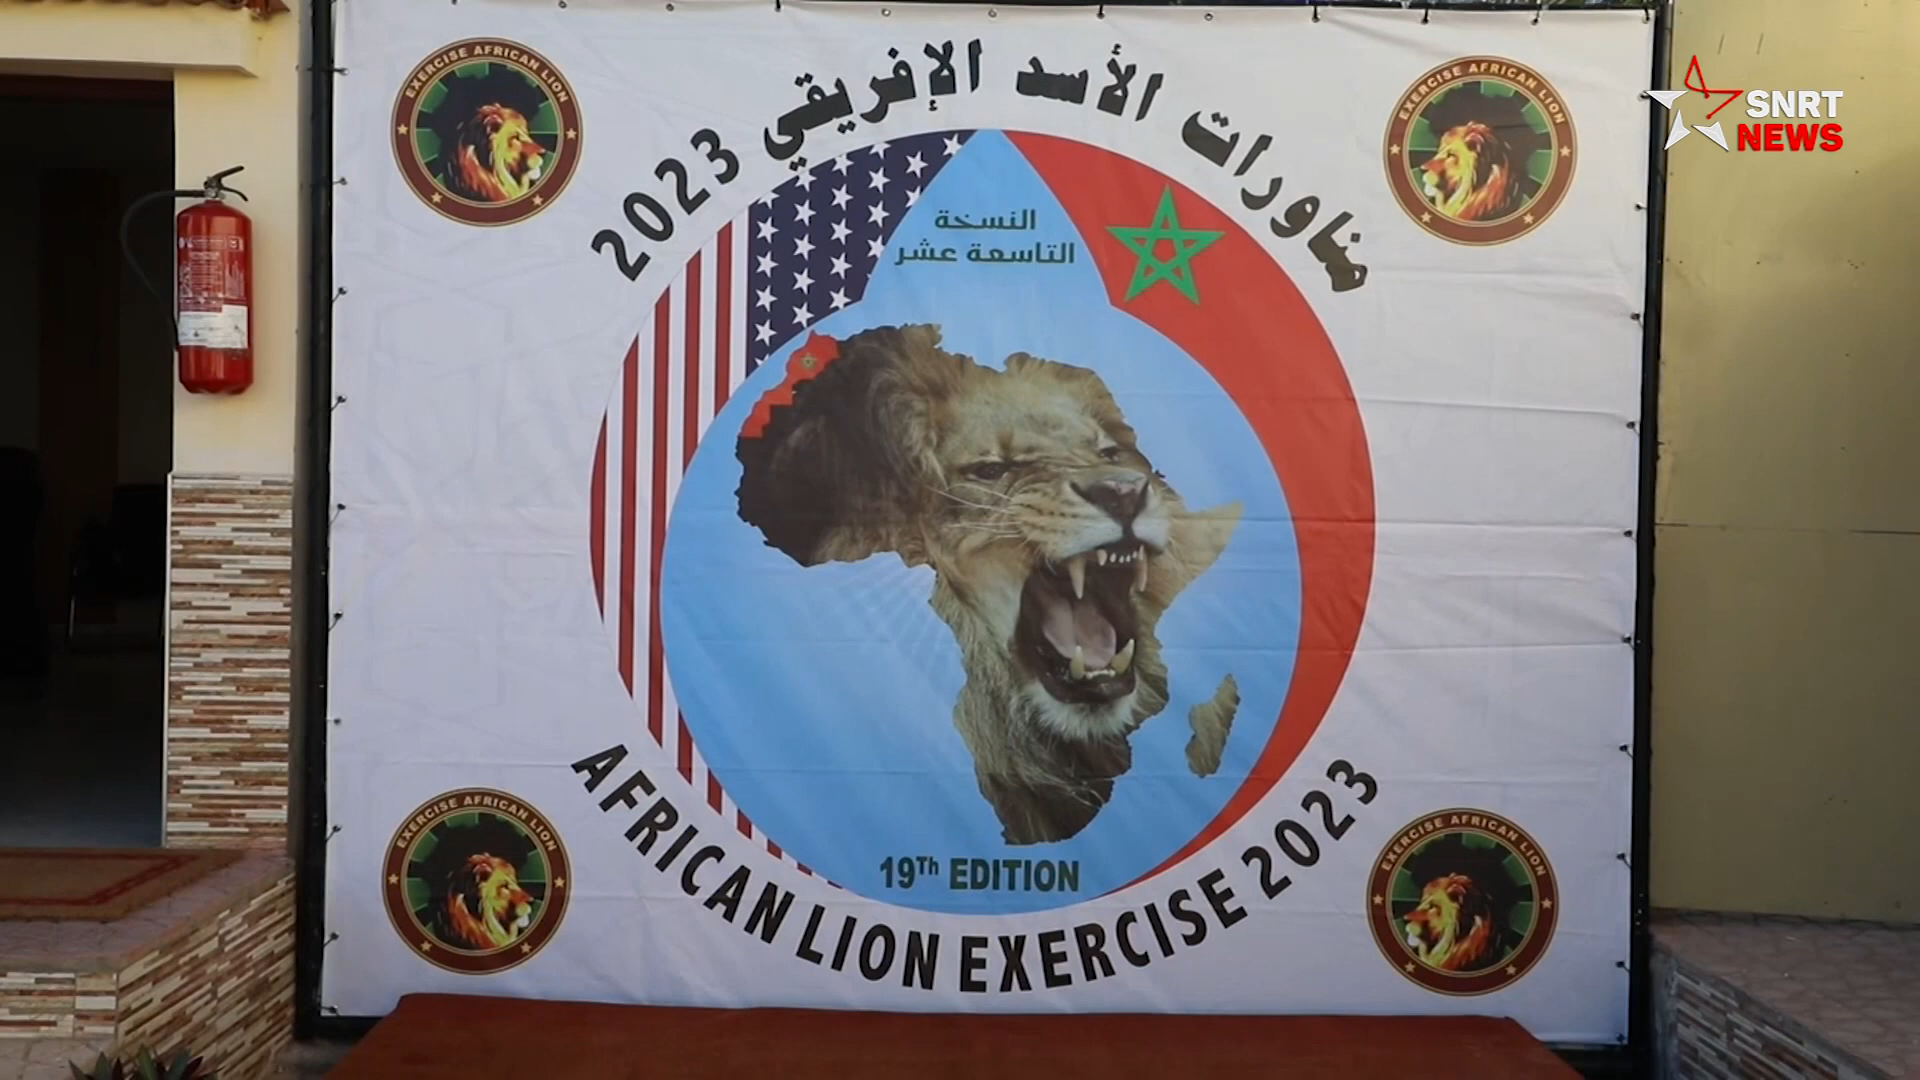 SNRT
NEWS
EXERCISE AFRICAN LION
EXERCISE AFRICAN LION
مناورات الأسد الإفريقي 2023
النسخة
التاسعة عشر
19Th EDITION
AFRICAN LION EXERCISE 2023
EXERCISE AFRICAN LION
EXERCISE AFRICAN LION